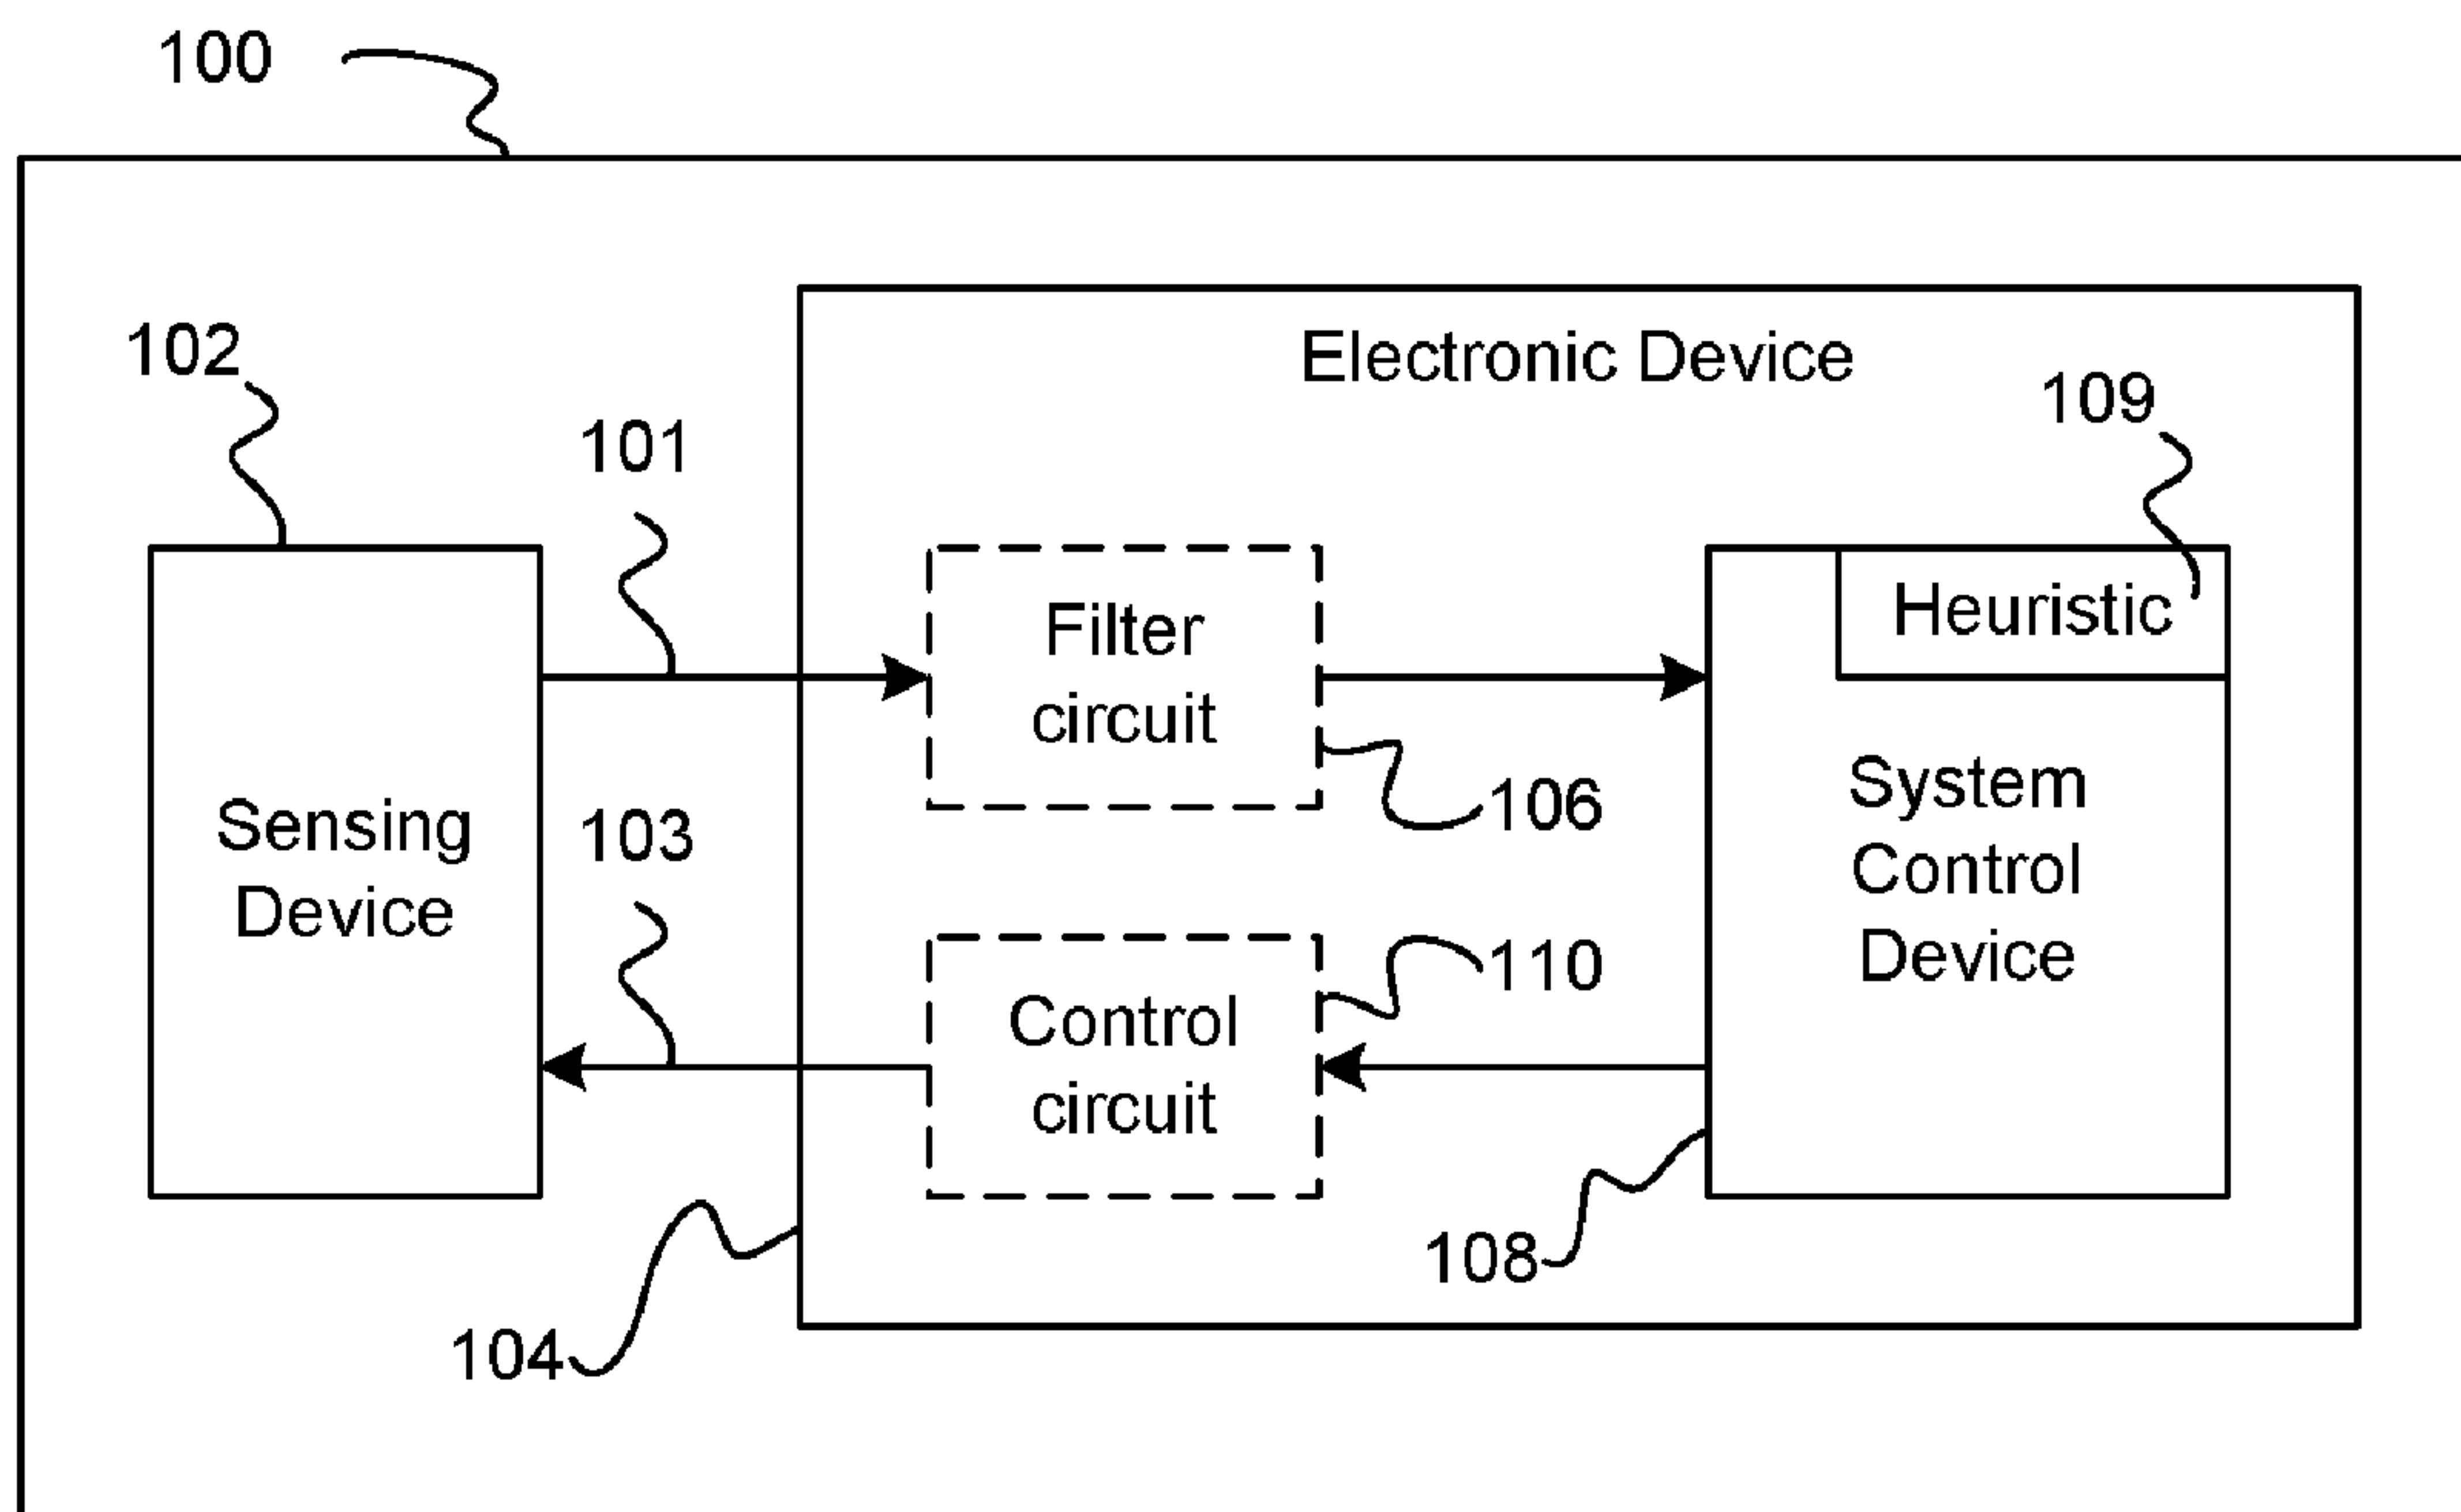 100
Electronic Device
102
109
101
Heuristic
Filter
circuit
106
System
Control
Device
Sensing
Device
103
110
Control
circuit
108
104